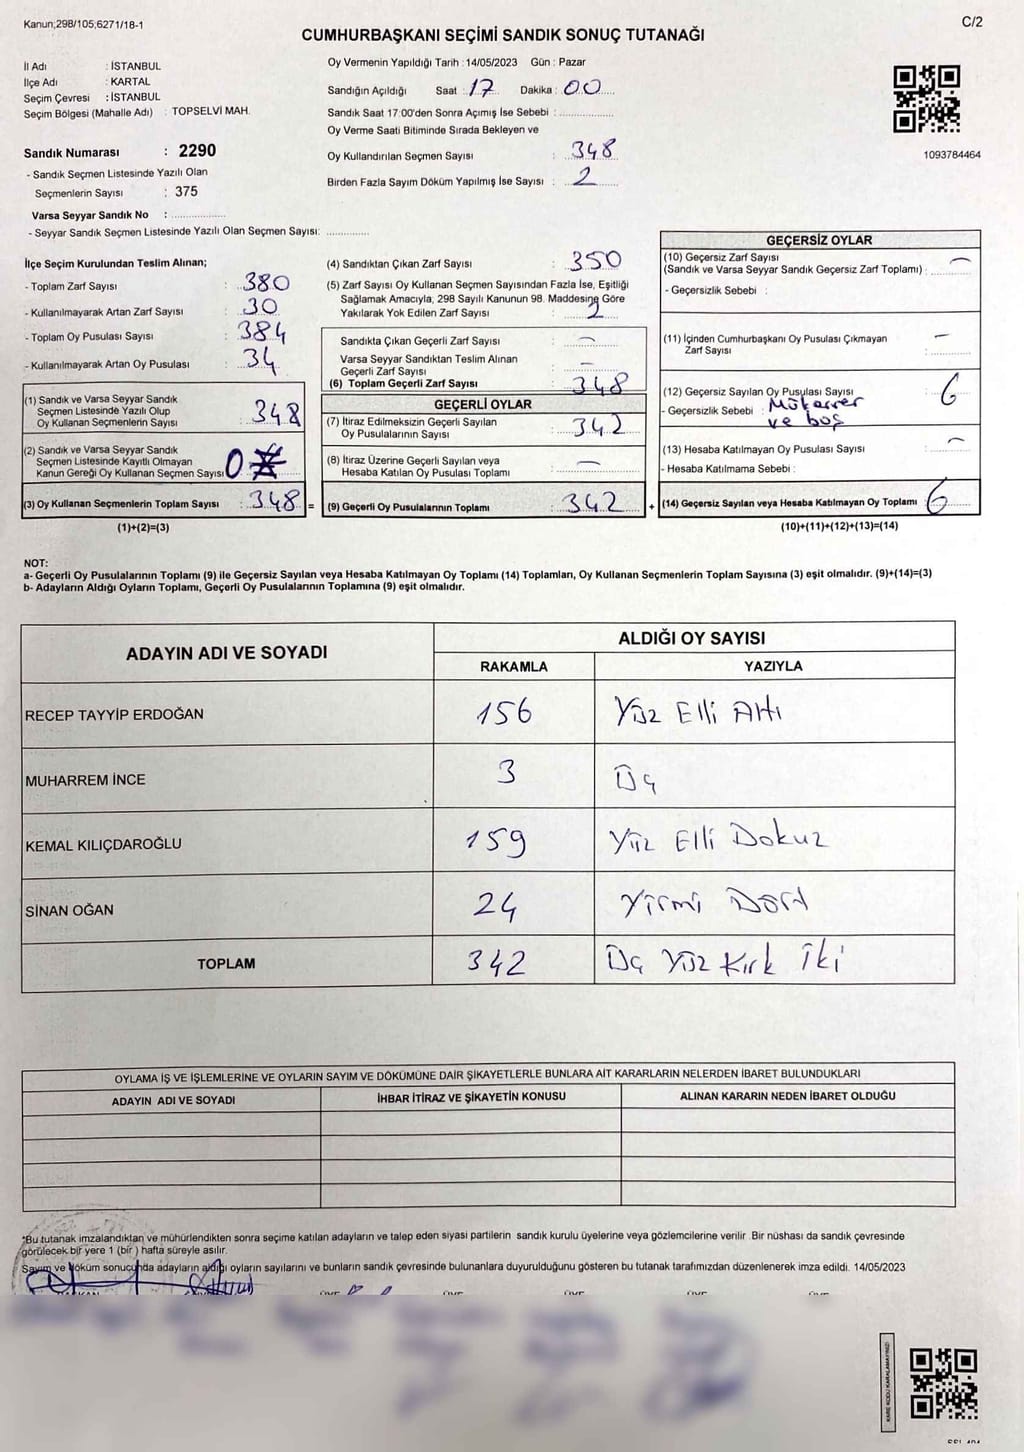 Kanun;298/105;6271/18-1
C/2
CUMHURBAŞKANI SEÇİMİ SANDIK SONUÇ TUTANAĞI
İl Adı : İSTANBUL
İlçe Adı : KARTAL
Seçim Çevresi : İSTANBUL
Seçim Bölgesi (Mahalle Adı) : TOPSELVİ MAH.
Sandık Numarası : 2290
- Sandık Seçmen Listesinde Yazılı Olan
Seçmenlerin Sayısı : 375
Varsa Seyyar Sandık No : ................
- Seyyar Sandık Seçmen Listesinde Yazılı Olan Seçmen Sayısı: .............
Oy Vermenin Yapıldığı Tarih : 14/05/2023 Gün : Pazar
Sandığın Açıldığı Saat : 17 Dakika : 00
Sandık Saat 17:00'den Sonra Açımış İse Sebebi : ................
Oy Verme Saati Bitiminde Sırada Bekleyen ve
Oy Kullandırılan Seçmen Sayısı : 348
Birden Fazla Sayım Döküm Yapılmış İse Sayısı : 2
1093784464
İlçe Seçim Kurulundan Teslim Alınan;
- Toplam Zarf Sayısı : 380
- Kullanılmayarak Artan Zarf Sayısı : 30
- Toplam Oy Pusulası Sayısı : 384
- Kullanılmayarak Artan Oy Pusulası : 34
(1) Sandık ve Varsa Seyyar Sandık
Seçmen Listesinde Yazılı Olup
Oy Kullanan Seçmenlerin Sayısı : 348
(2) Sandık ve Varsa Seyyar Sandık
Seçmen Listesinde Kayıtlı Olmayan
Kanun Gereği Oy Kullanan Seçmen Sayısı 0
(3) Oy Kullanan Seçmenlerin Toplam Sayısı : 348 =
(1)+(2)=(3)
(4) Sandıktan Çıkan Zarf Sayısı : 350
(5) Zarf Sayısı Oy Kullanan Seçmen Sayısından Fazla İse, Eşitliği
Sağlamak Amacıyla, 298 Sayılı Kanunun 98. Maddesine Göre
Yakılarak Yok Edilen Zarf Sayısı : 2
Sandıkta Çıkan Geçerli Zarf Sayısı : —
Varsa Seyyar Sandıktan Teslim Alınan
Geçerli Zarf Sayısı : —
(6) Toplam Geçerli Zarf Sayısı : 348
GEÇERLİ OYLAR
(7) İtiraz Edilmeksizin Geçerli Sayılan
Oy Pusulalarının Sayısı : 342
(8) İtiraz Üzerine Geçerli Sayılan veya
Hesaba Katılan Oy Pusulası Toplamı : —
(9) Geçerli Oy Pusulalarının Toplamı : 342 +
GEÇERSİZ OYLAR
(10) Geçersiz Zarf Sayısı
(Sandık ve Varsa Seyyar Sandık Geçersiz Zarf Toplamı) : —
- Geçersizlik Sebebi :
(11) İçinden Cumhurbaşkanı Oy Pusulası Çıkmayan
Zarf Sayısı : —
(12) Geçersiz Sayılan Oy Pusulası Sayısı : 6
- Geçersizlik Sebebi : Mükerrer
ve boş
(13) Hesaba Katılmayan Oy Pusulası Sayısı : —
- Hesaba Katılmama Sebebi :
(14) Geçersiz Sayılan veya Hesaba Katılmayan Oy Toplamı : 6
(10)+(11)+(12)+(13)=(14)
NOT:
a- Geçerli Oy Pusulalarının Toplamı (9) ile Geçersiz Sayılan veya Hesaba Katılmayan Oy Toplamı (14) Toplamları, Oy Kullanan Seçmenlerin Toplam Sayısına (3) eşit olmalıdır. (9)+(14)=(3)
b- Adayların Aldığı Oyların Toplamı, Geçerli Oy Pusulalarının Toplamına (9) eşit olmalıdır.
ADAYIN ADI VE SOYADI
ALDIĞI OY SAYISI
RAKAMLA YAZIYLA
RECEP TAYYİP ERDOĞAN 156 Yüz Elli Altı
MUHARREM İNCE 3 Üç
KEMAL KILIÇDAROĞLU 159 Yüz Elli Dokuz
SİNAN OĞAN 24 Yirmi Dört
TOPLAM 342 Üç Yüz Kırk İki
OYLAMA İŞ VE İŞLEMLERİNE VE OYLARIN SAYIM VE DÖKÜMÜNE DAİR ŞİKAYETLERLE BUNLARA AİT KARARLARIN NELERDEN İBARET BULUNDUKLARI
ADAYIN ADI VE SOYADI İHBAR İTİRAZ VE ŞİKAYETİN KONUSU ALINAN KARARIN NEDEN İBARET OLDUĞU
*Bu tutanak imzalandıktan ve mühürlendikten sonra seçime katılan adayların ve talep eden siyasi partilerin sandık kurulu üyelerine veya gözlemcilerine verilir. Bir nüshası da sandık çevresinde
görülecek bir yere 1 (bir ) hafta süreyle asılır.
Sayım ve döküm sonucunda adayların aldığı oyların sayılarını ve bunların sandık çevresinde bulunanlara duyurulduğunu gösteren bu tutanak tarafımızdan düzenlenerek imza edildi. 14/05/2023
KARE KODU KARALAMAYINIZ!